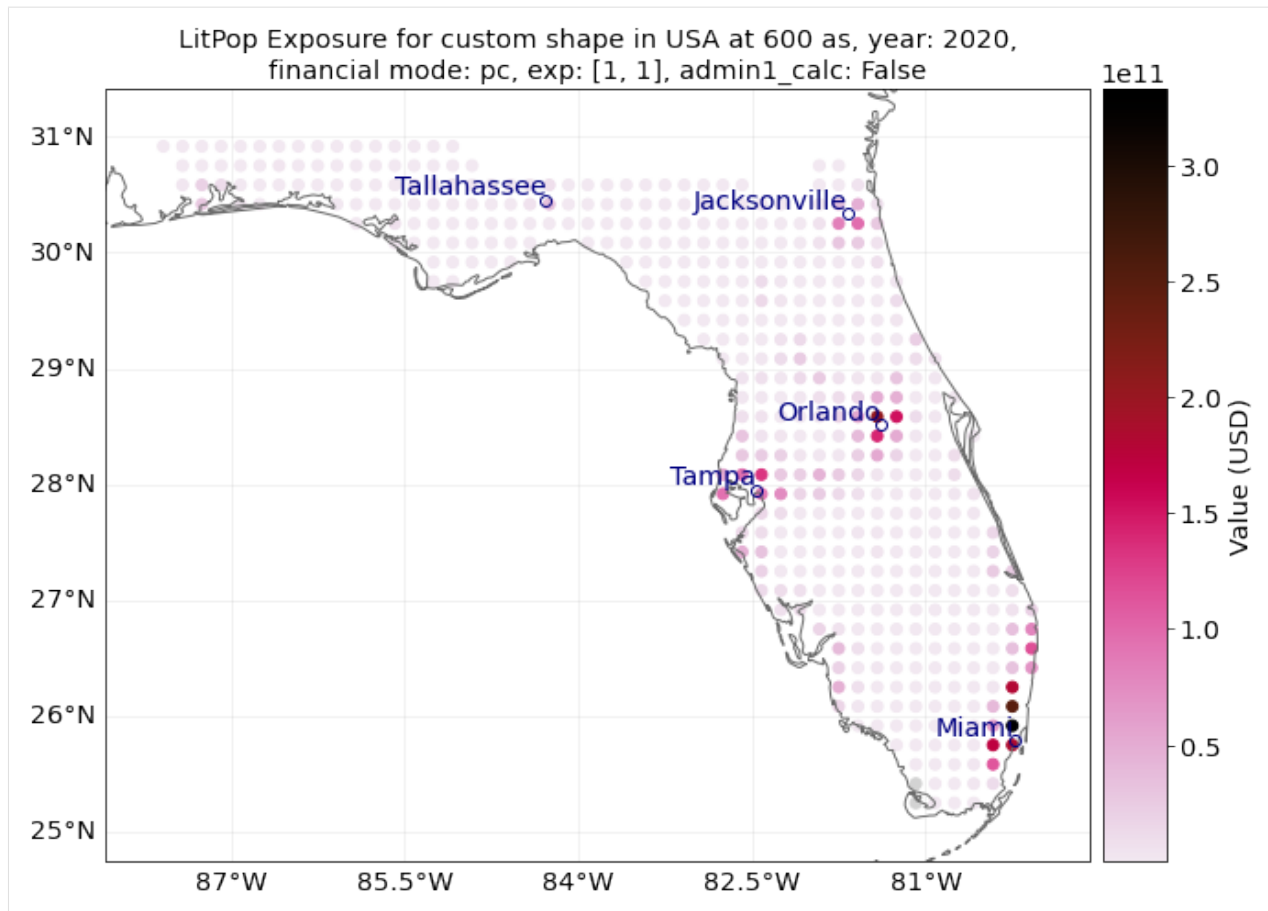 LitPop Exposure for custom shape in USA at 600 as, year: 2020,
financial mode: pc, exp: [1, 1], admin1_calc: False
1e11
31°N
30°N
29°N
28°N
27°N
26°N
25°N
Tallahassee
Jacksonville
Orlando
Tampa
Miami
3.0
2.5
2.0
1.5
1.0
0.5
Value (USD)
87°W
85.5°W
84°W
82.5°W
81°W